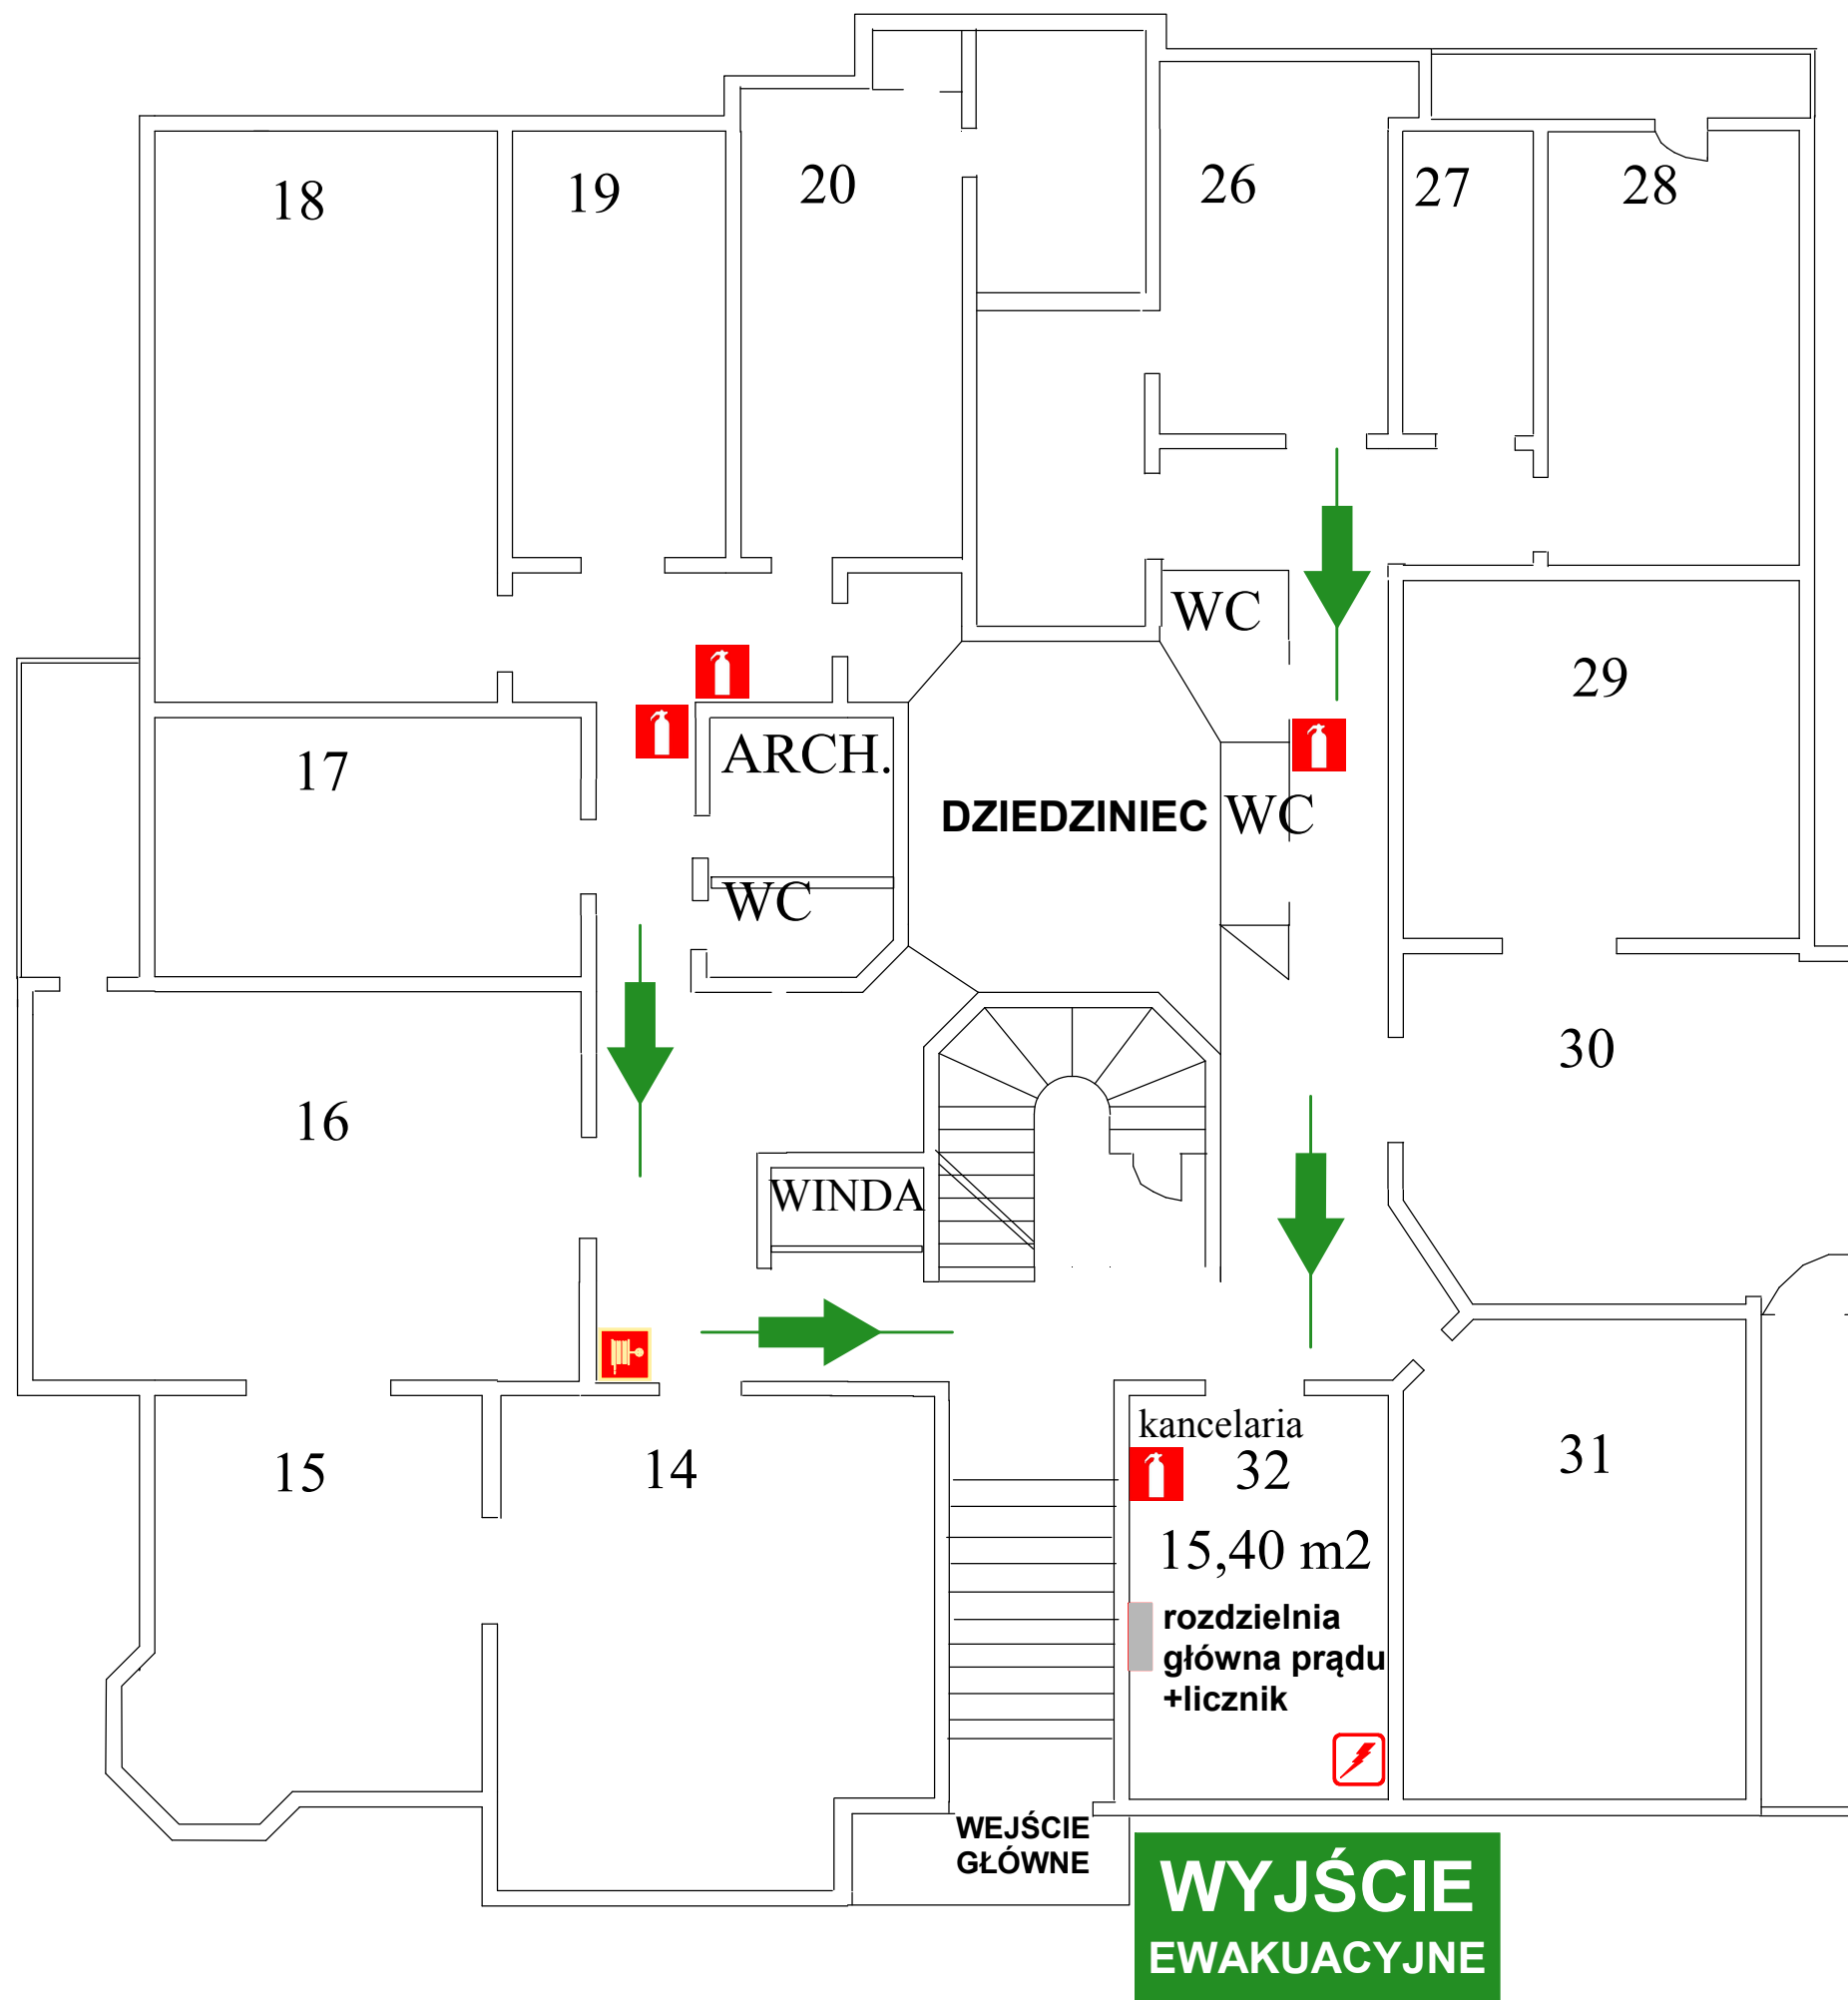 18
19
20
26
27
28
WC
29
17
ARCH.
DZIEDZINIEC
WC
WC
30
16
WINDA
kancelaria
15
14
32
31
15,40 m2
rozdzielnia
główna prądu
+licznik
WEJŚCIE
GŁÓWNE
WYJŚCIE
EWAKUACYJNE